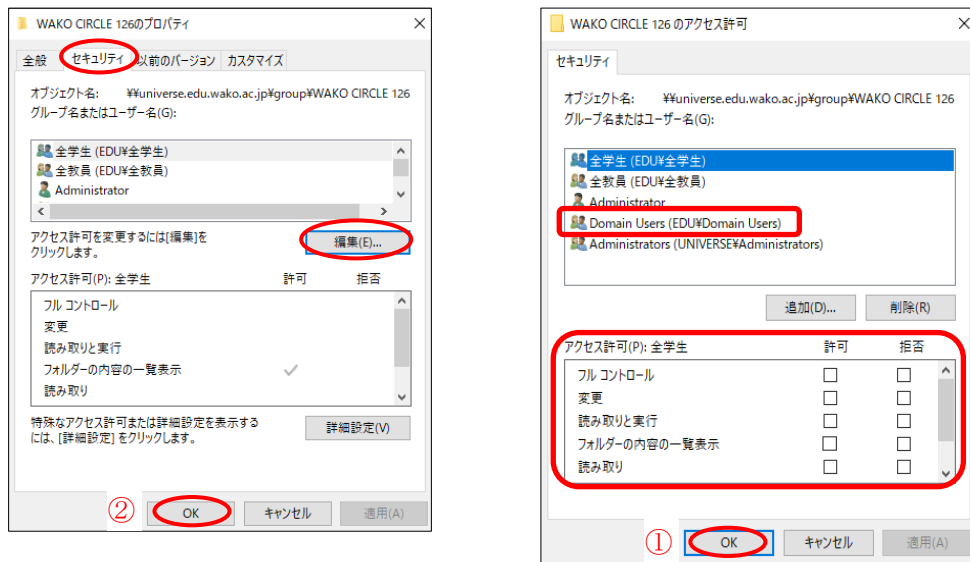 WAKO CIRCLE 126のプロパティ
全般 セキュリティ 以前のバージョン カスタマイズ
オブジェクト名: ¥¥universe.edu.wako.ac.jp¥group¥WAKO CIRCLE 126
グループ名またはユーザー名(G):
全学生 (EDU¥全学生)
全教員 (EDU¥全教員)
Administrator
アクセス許可を変更するには[編集]を
クリックします。
編集(E)...
アクセス許可(P): 全学生 許可 拒否
フル コントロール
変更
読み取りと実行
フォルダーの内容の一覧表示
読み取り
特殊なアクセス許可または詳細設定を表示する
には、[詳細設定] をクリックします。
詳細設定(V)
② OK キャンセル 適用(A)
WAKO CIRCLE 126 のアクセス許可
セキュリティ
オブジェクト名: ¥¥universe.edu.wako.ac.jp¥group¥WAKO CIRCLE 126
グループ名またはユーザー名(G):
全学生 (EDU¥全学生)
全教員 (EDU¥全教員)
Administrator
Domain Users (EDU¥Domain Users)
Administrators (UNIVERSE¥Administrators)
追加(D)... 削除(R)
アクセス許可(P): 全学生 許可 拒否
フル コントロール
変更
読み取りと実行
フォルダーの内容の一覧表示
読み取り
① OK キャンセル 適用(A)